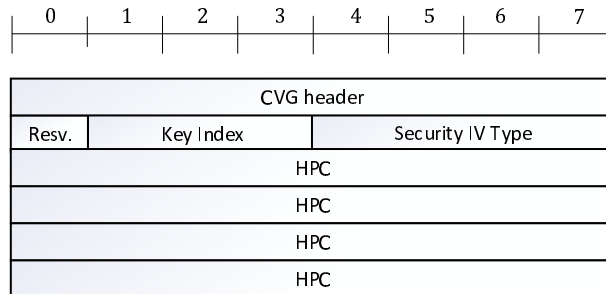 0 1 2 3 4 5 6 7
CVG header
Resv. Key Index Security IV Type
HPC
HPC
HPC
HPC